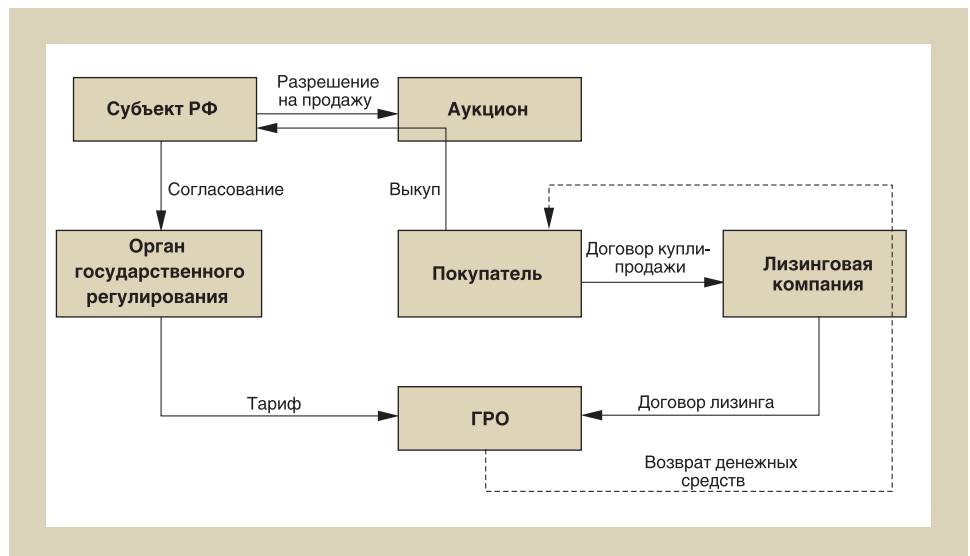 Субъект РФ
Разрешение
на продажу
Аукцион
Согласование
Выкуп
Орган
государственного
регулирования
Покупатель
Договор купли-
продажи
Лизинговая
компания
Тариф
ГРО
Договор лизинга
Возврат денежных
средств